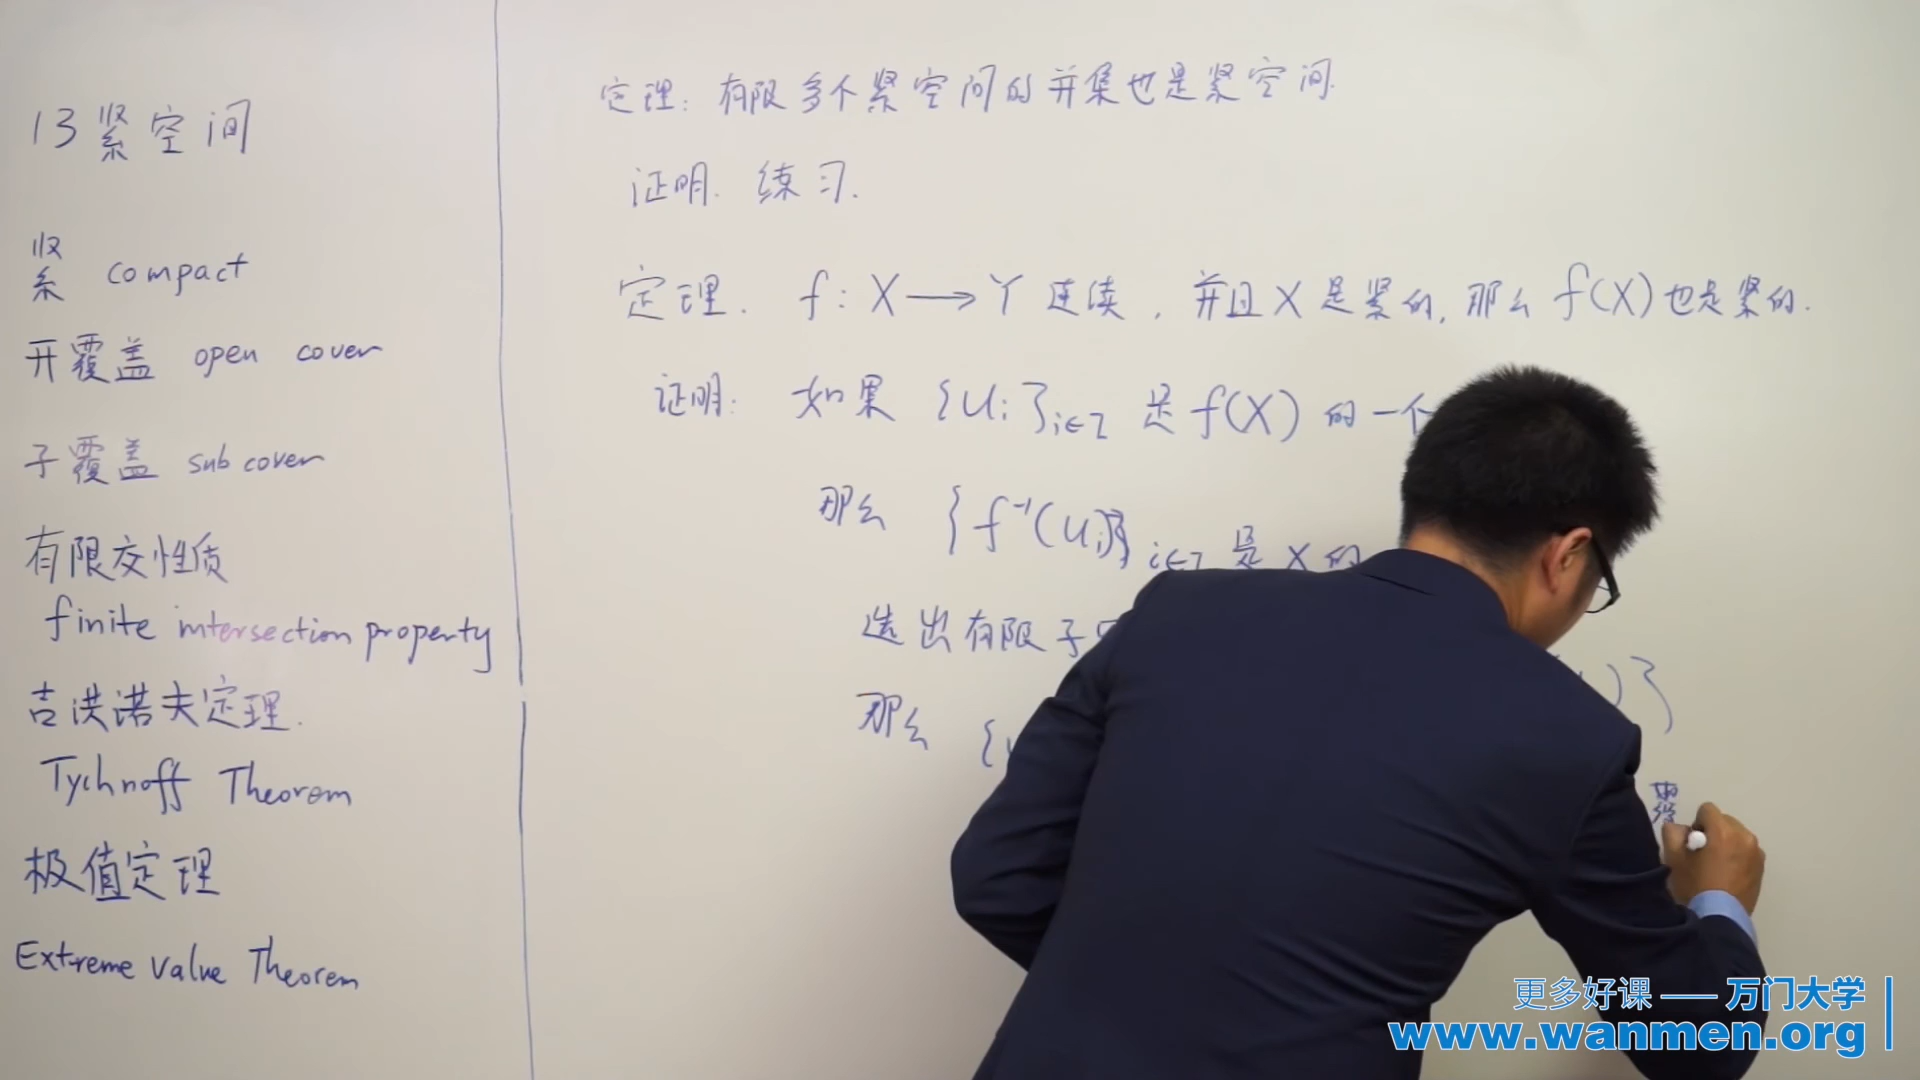 13 紧空间
紧 compact
开覆盖 open cover
子覆盖 subcover
有限交性质
finite intersection property
吉洪诺夫定理.
Tychnoff Theorem
极值定理
Extreme Value Theorem
定理: 有限多个紧空间的并集也是紧空间.
证明. 练习.
定理. f: X → Y 连续, 并且 X 是紧的, 那么 f(X) 也是紧的.
证明: 如果 {Ui}i∈I 是 f(X) 的一个
那么 {f⁻¹(Ui)}i∈I 是 X 的
选出有限子 )}
那么 {U
更多好课 —— 万门大学
www.wanmen.org